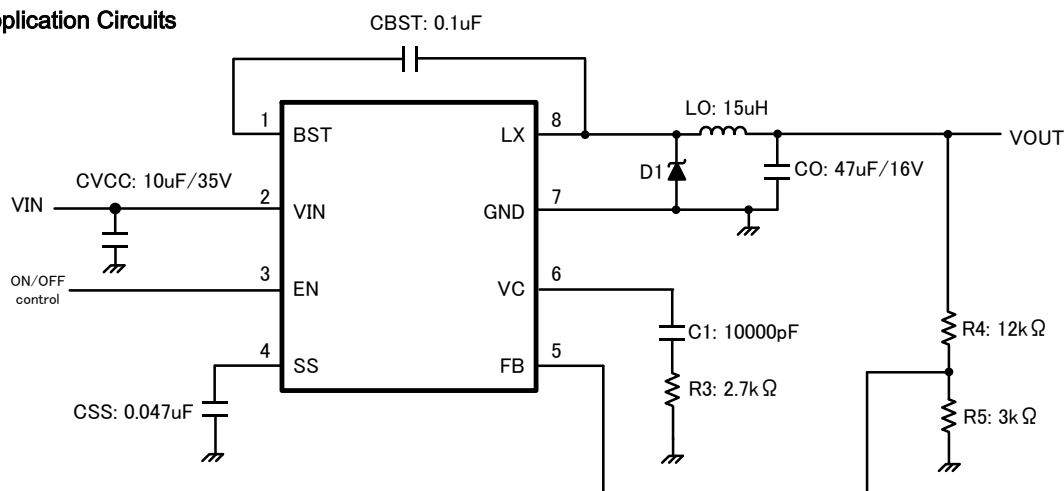 plication Circuits
CBST: 0.1uF
1
BST
LX
8
LO: 15uH
VOUT
D1
CO: 47uF/16V
CVCC: 10uF/35V
VIN
2
VIN
GND
7
ON/OFF
control
3
EN
VC
6
C1: 10000pF
R3: 2.7kΩ
R4: 12kΩ
4
SS
FB
5
CSS: 0.047uF
R5: 3kΩ